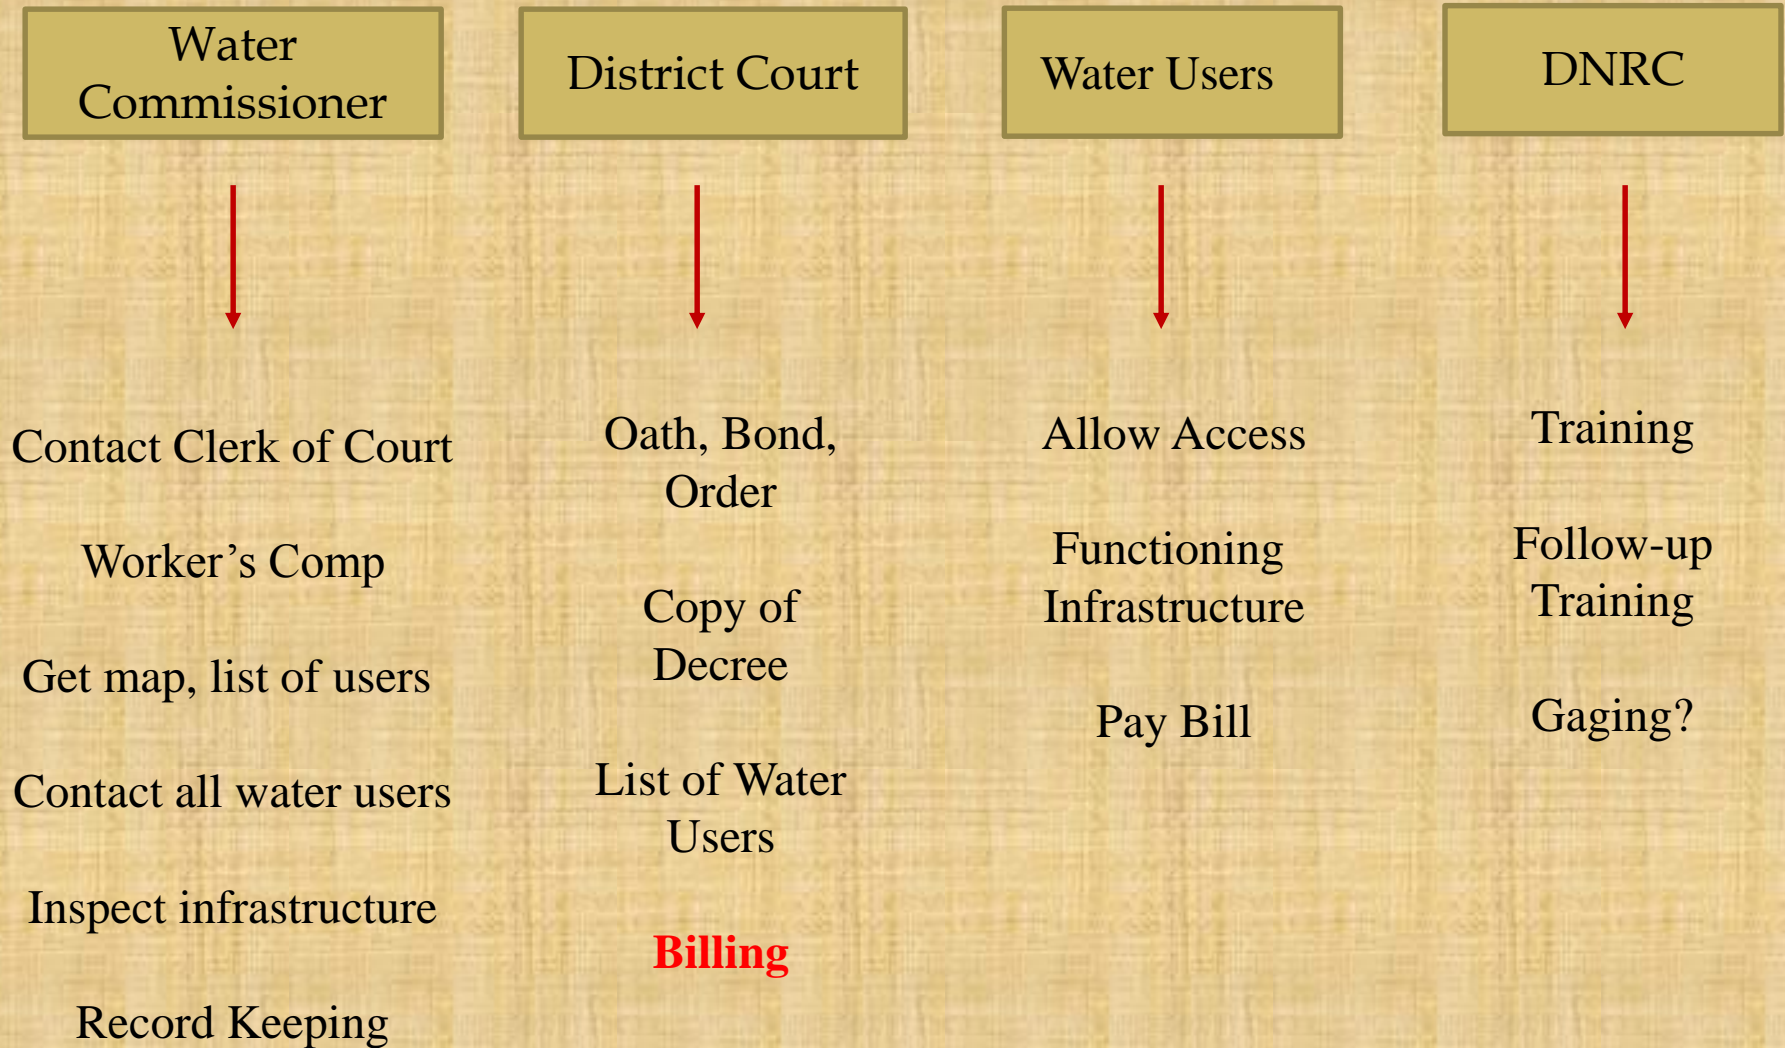 Water
Commissioner
District Court
Water Users
DNRC
Contact Clerk of Court
Worker’s Comp
Get map, list of users
Contact all water users
Inspect infrastructure
Record Keeping
Oath, Bond,
Order
Copy of
Decree
List of Water
Users
Billing
Allow Access
Functioning
Infrastructure
Pay Bill
Training
Follow-up
Training
Gaging?